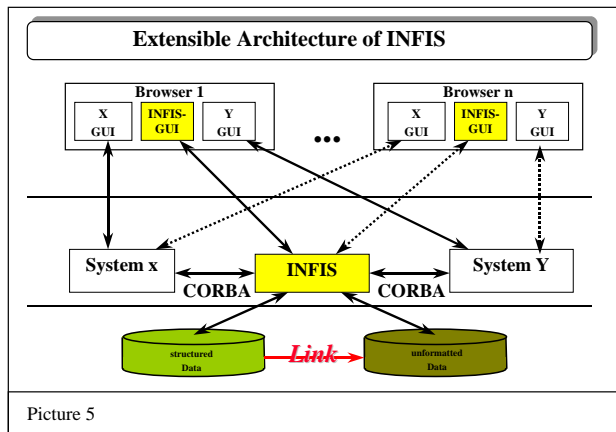 Extensible Architecture of INFIS
Browser 1
X
GUI
INFIS-
GUI
Y
GUI
...
Browser n
X
GUI
INFIS-
GUI
Y
GUI
System x
INFIS
System Y
CORBA
CORBA
structured
Data
Link
unformatted
Data
Picture 5